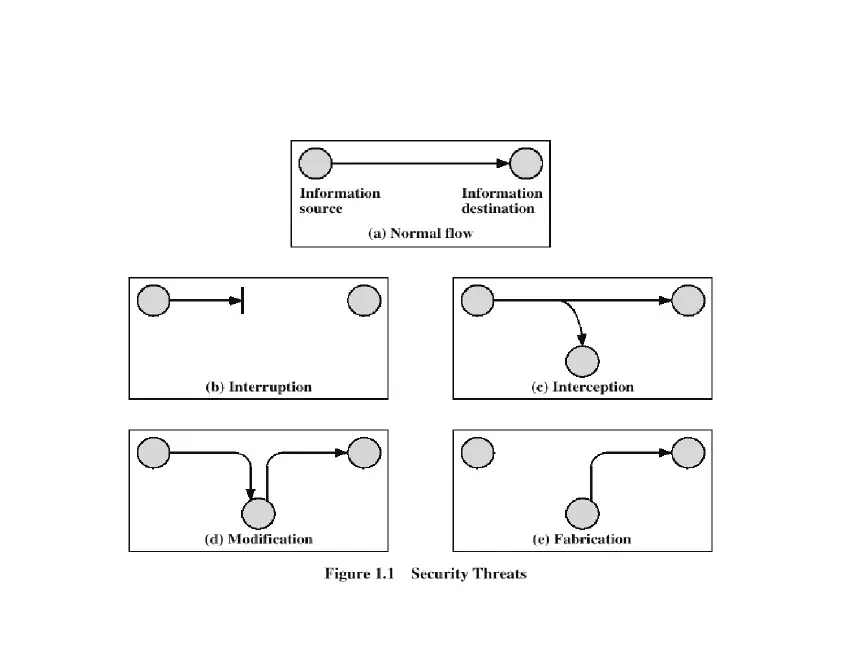 Information
source
Information
destination
(a) Normal flow
(b) Interruption
(c) Interception
(d) Modification
(e) Fabrication
Figure 1.1 Security Threats